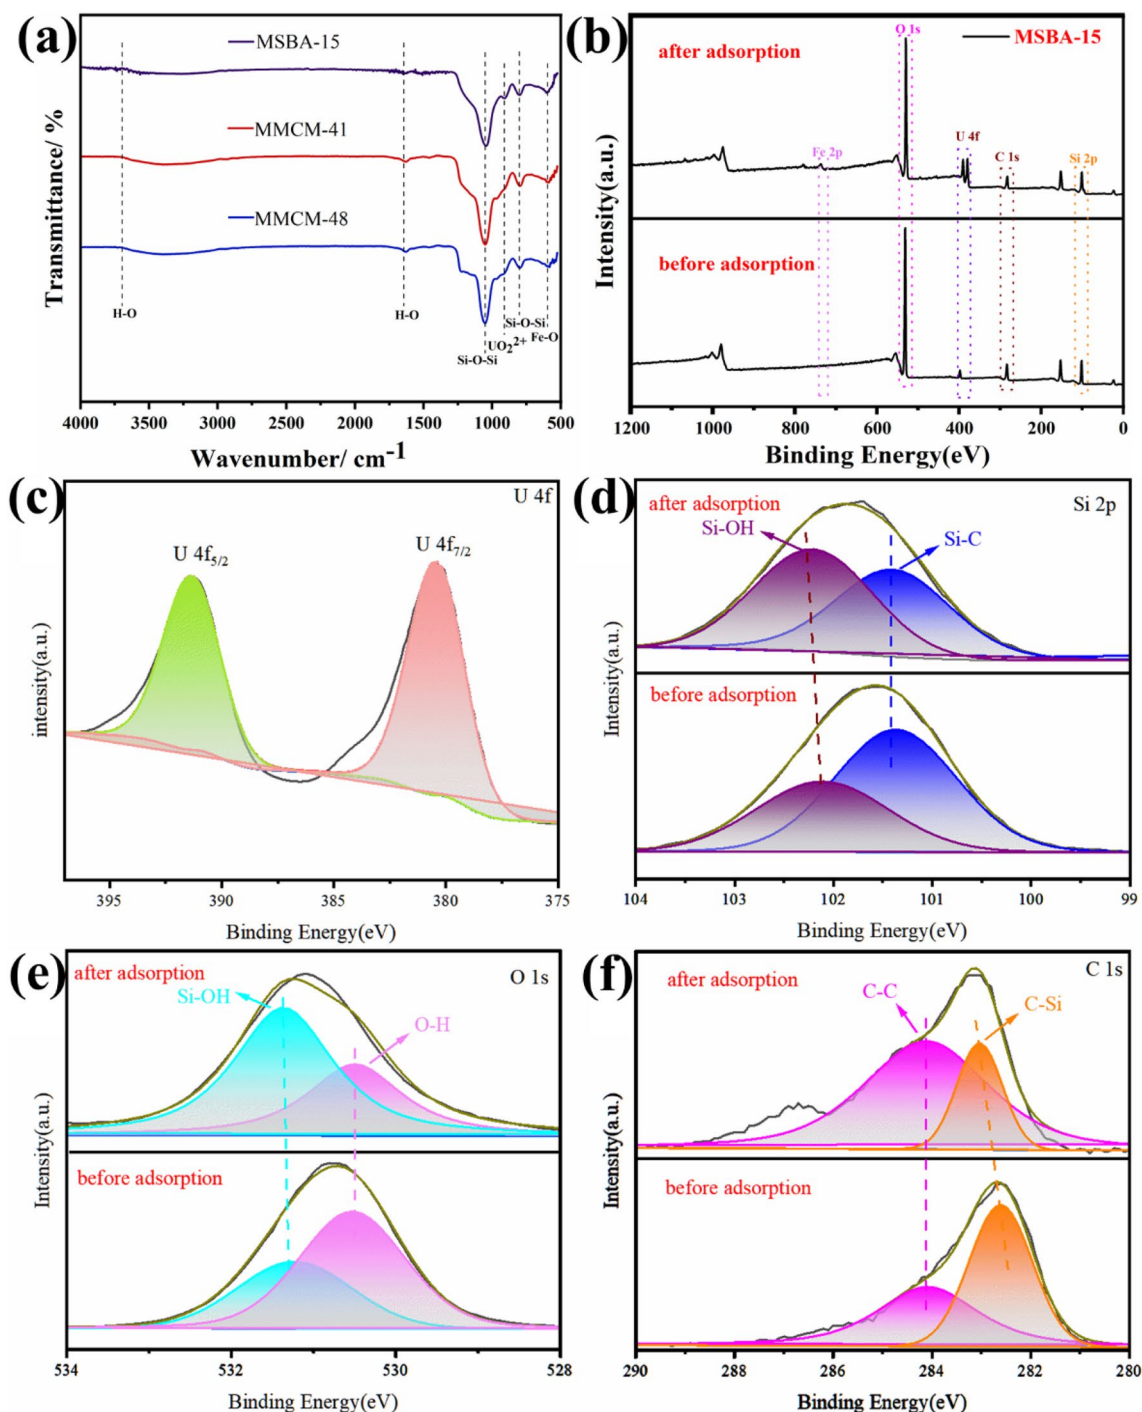 (a)
MSBA-15
MMCM-41
MMCM-48
H-O
H-O
Si-O-Si
UO₂²⁺
Si-O-Si
Fe-O
Transmittance/ %
4000 3500 3000 2500 2000 1500 1000 500
Wavenumber/ cm⁻¹
(b)
after adsorption
O 1s
MSBA-15
U 4f
Fe 2p
C 1s
Si 2p
before adsorption
Intensity(a.u.)
1200 1000 800 600 400 200 0
Binding Energy(eV)
(c)
U 4f
U 4f₅/₂
U 4f₇/₂
intensity(a.u.)
395 390 385 380 375
Binding Energy(eV)
(d)
after adsorption
Si 2p
Si-OH
Si-C
before adsorption
Intensity(a.u.)
104 103 102 101 100 99
Binding Energy(eV)
(e)
after adsorption
O 1s
Si-OH
O-H
before adsorption
Intensity(a.u.)
534 532 530 528
Binding Energy(eV)
(f)
after adsorption
C 1s
C-C
C-Si
before adsorption
Intensity(a.u.)
290 288 286 284 282 280
Binding Energy(eV)